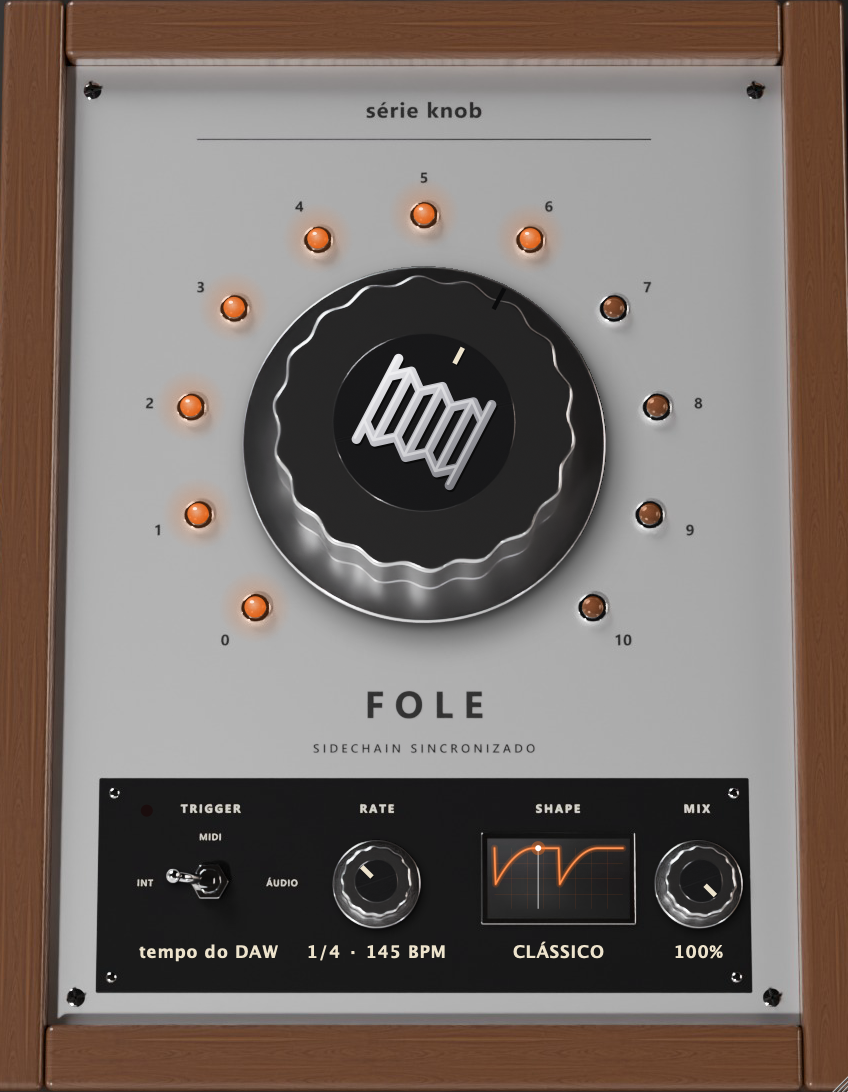 série knob
5
4
6
3
7
2
8
1
9
0
10
FOLE
SIDECHAIN SINCRONIZADO
TRIGGER
RATE
SHAPE
MIX
MIDI
INT
ÁUDIO
tempo do DAW
1/4 · 145 BPM
CLÁSSICO
100%